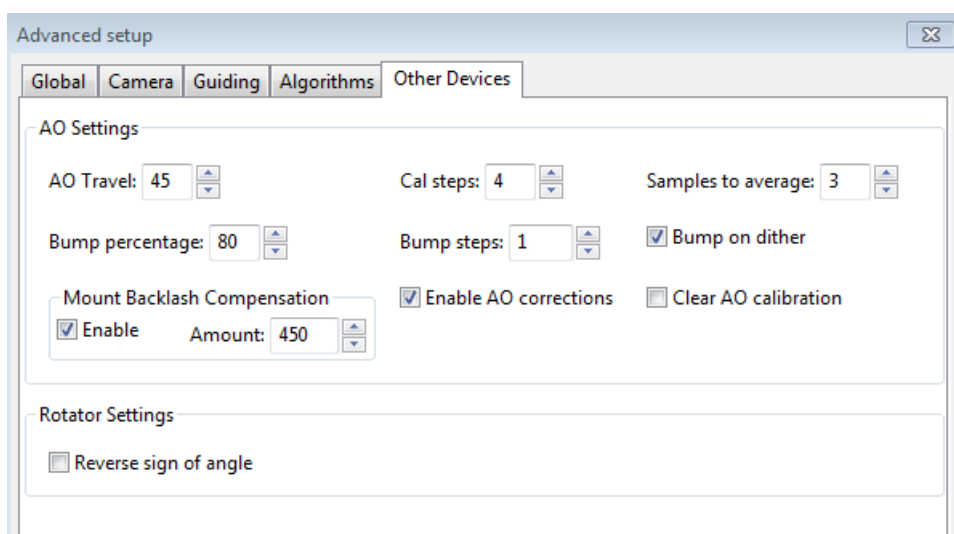 Advanced setup
Global Camera Guiding Algorithms Other Devices
AO Settings
AO Travel: 45 Cal steps: 4 Samples to average: 3
Bump percentage: 80 Bump steps: 1 Bump on dither
Mount Backlash Compensation Enable AO corrections Clear AO calibration
Enable Amount: 450
Rotator Settings
Reverse sign of angle